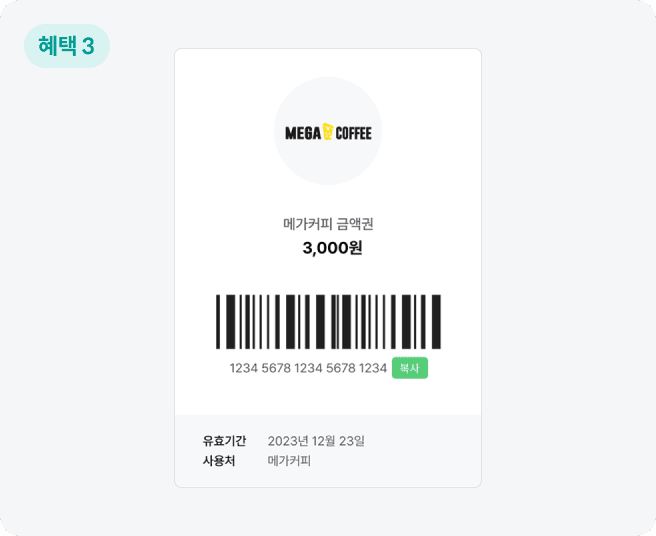 혜택 3
MEGA COFFEE
메가커피 금액권
3,000원
1234 5678 1234 5678 1234 복사
유효기간 2023년 12월 23일
사용처 메가커피